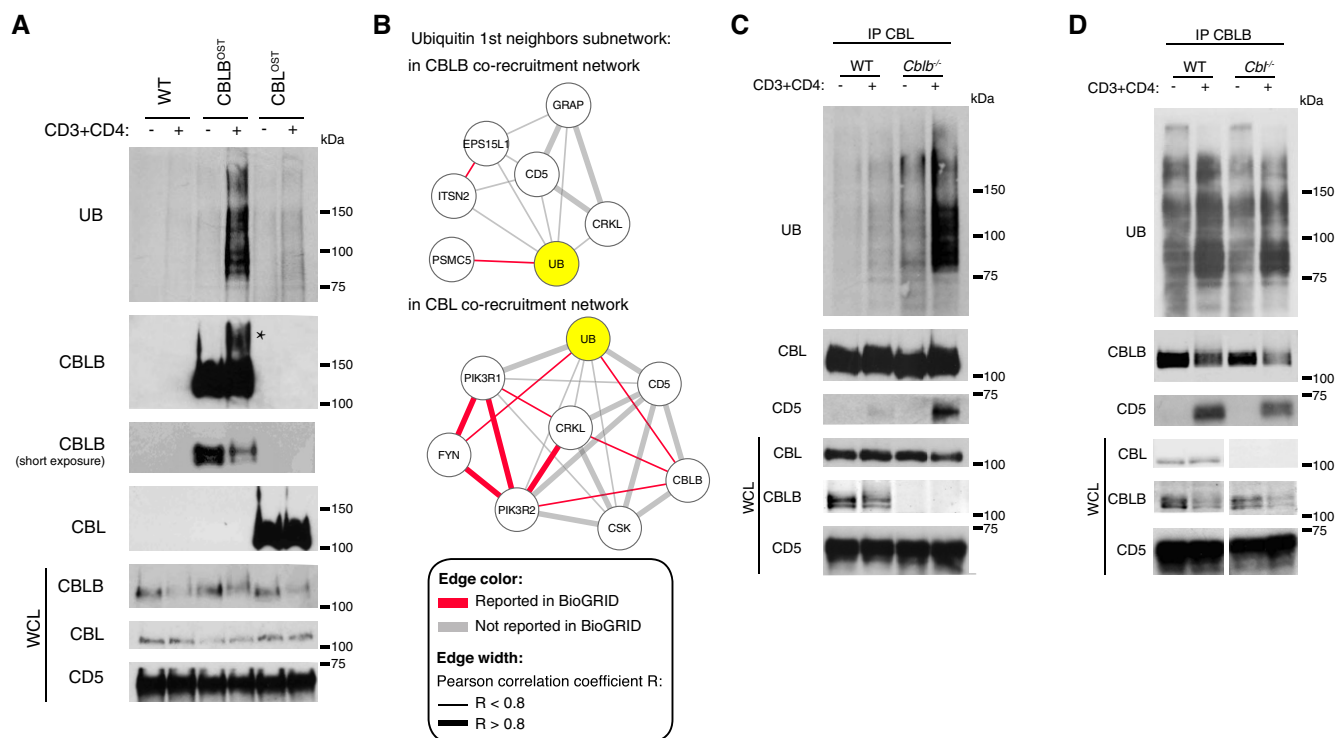 A
WT
CBLB^OST
CBL^OST
CD3+CD4: - + - + - +
kDa
UB
150
100
75
CBLB
*
150
100
CBLB
(short exposure)
CBL
150
100
WCL
CBLB
100
CBL
100
75
CD5
B
Ubiquitin 1st neighbors subnetwork:
in CBLB co-recruitment network
GRAP
EPS15L1
CD5
ITSN2
CRKL
PSMC5
UB
in CBL co-recruitment network
UB
PIK3R1
CD5
CRKL
FYN
CBLB
PIK3R2
CSK
Edge color:
Reported in BioGRID
Not reported in BioGRID
Edge width:
Pearson correlation coefficient R:
R < 0.8
R > 0.8
C
IP CBL
WT Cblb-/-
CD3+CD4: - + - +
kDa
UB
150
100
75
CBL
100
75
CD5
WCL
CBL
100
CBLB
100
75
CD5
D
IP CBLB
WT Cbl-/-
CD3+CD4: - + - +
kDa
UB
150
100
75
CBLB
100
75
CD5
WCL
CBL
100
CBLB
100
75
CD5